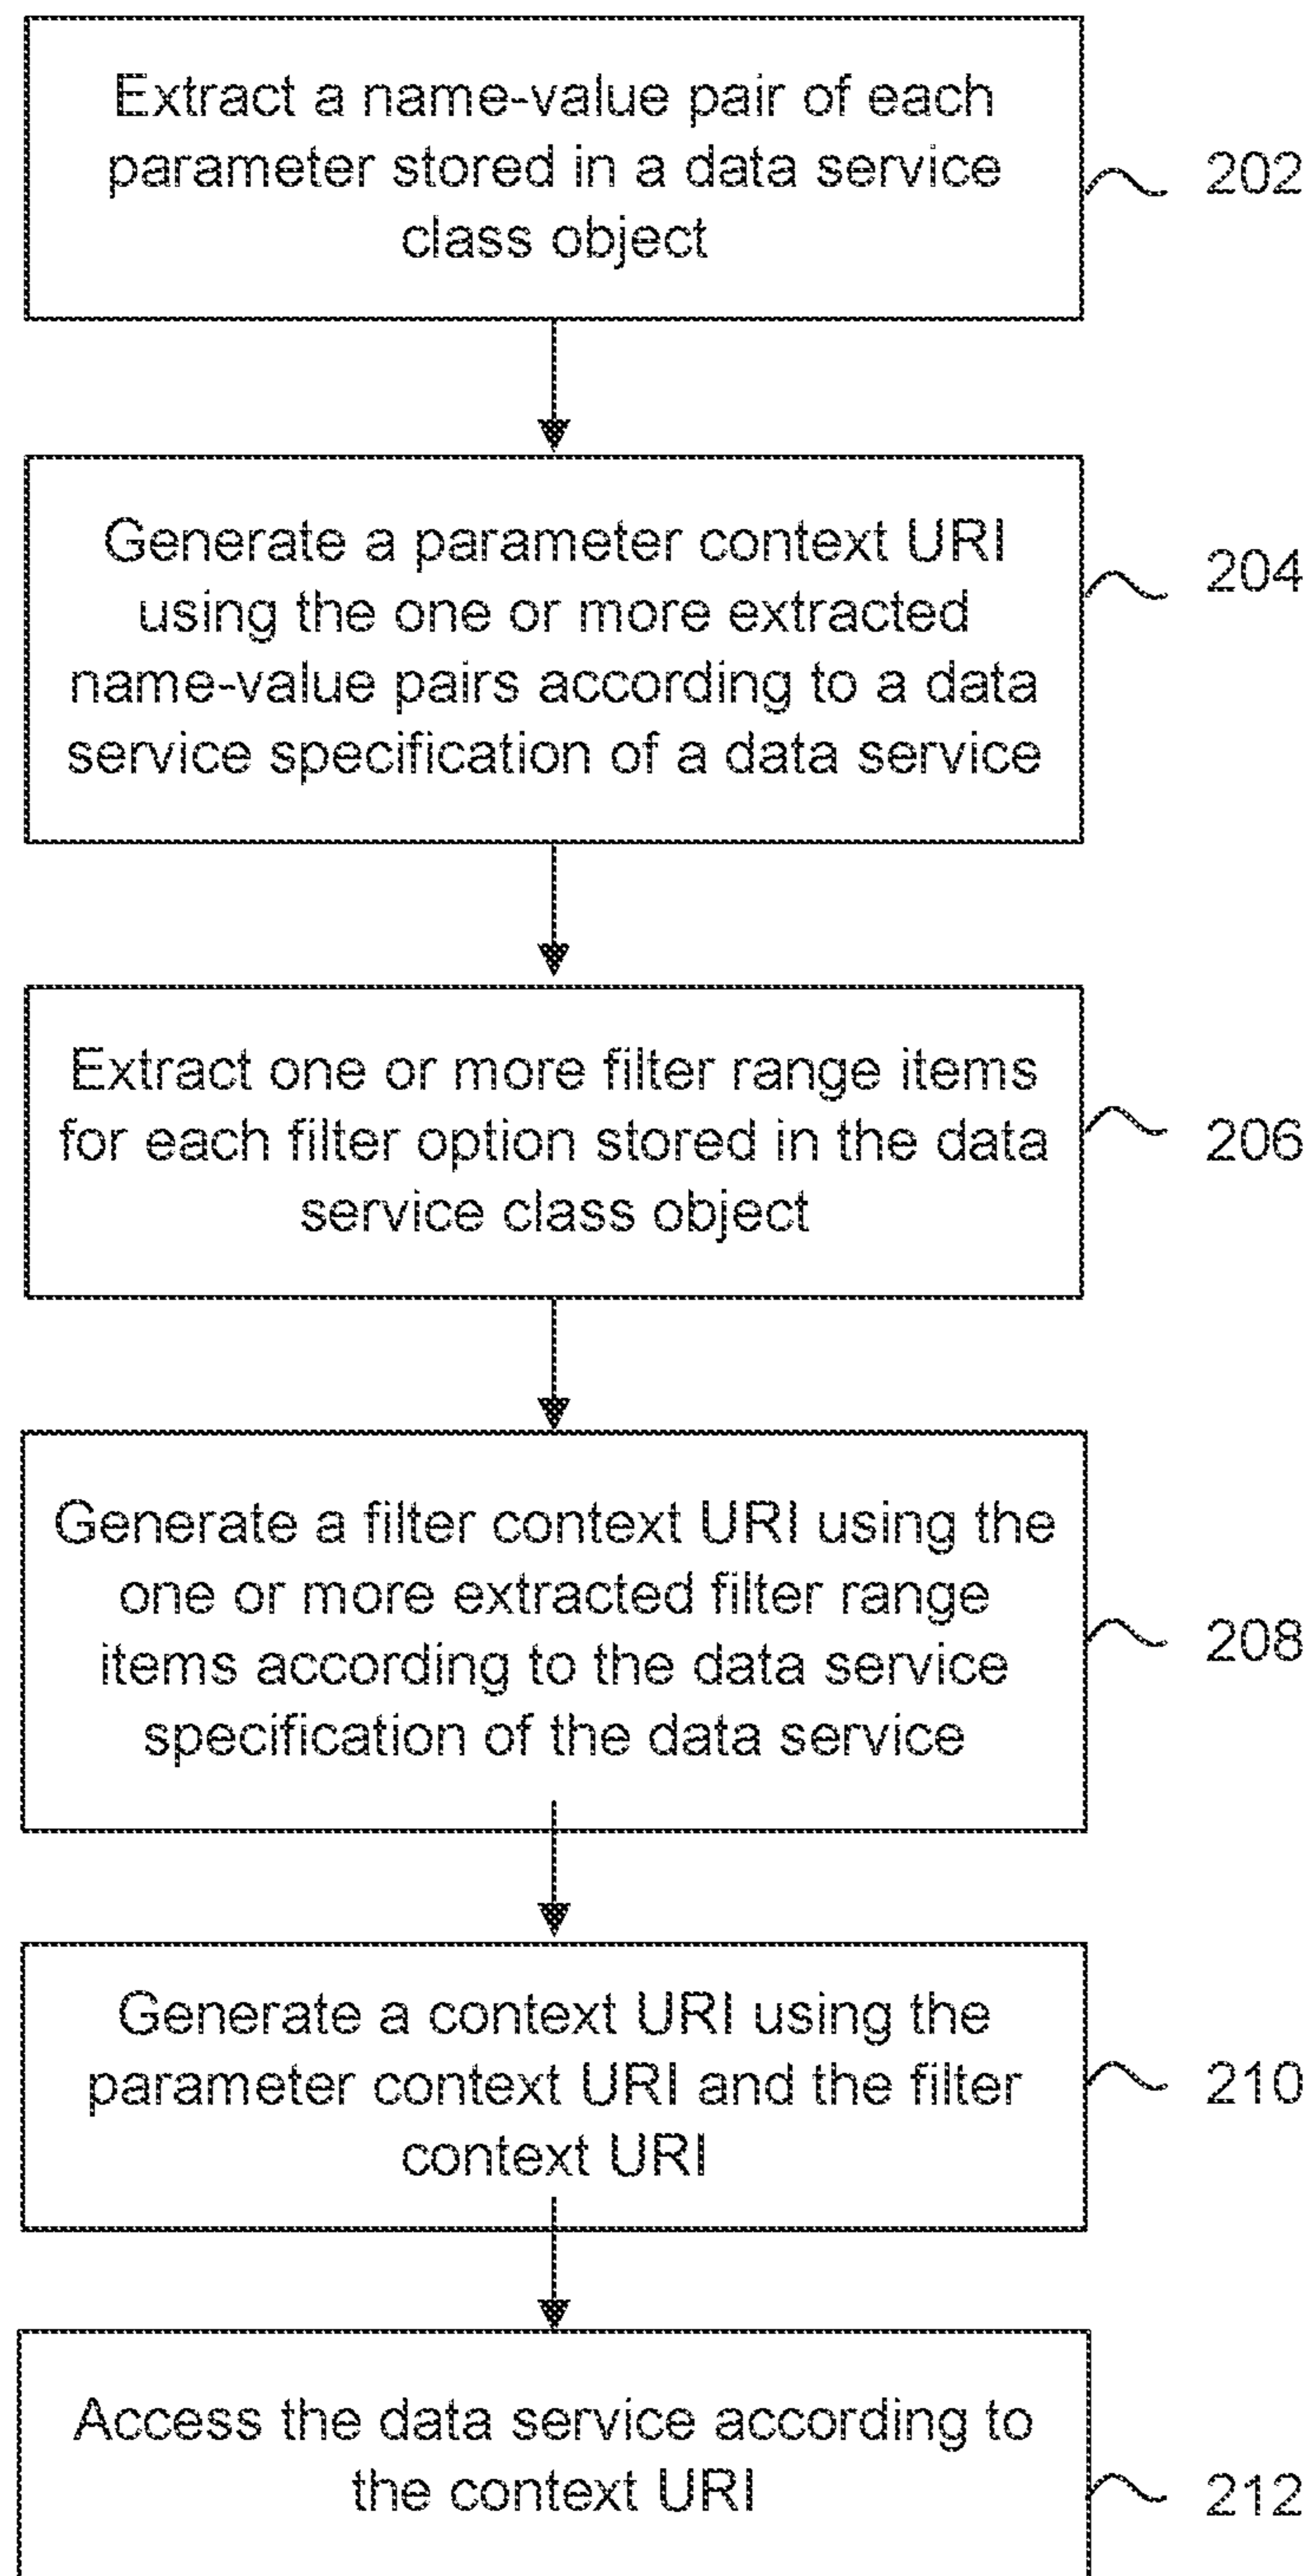 Extract a name-value pair of each
parameter stored in a data service
class object
202
Generate a parameter context URI
using the one or more extracted
name-value pairs according to a data
service specification of a data service
204
Extract one or more filter range items
for each filter option stored in the data
service class object
206
Generate a filter context URI using the
one or more extracted filter range
items according to the data service
specification of the data service
208
Generate a context URI using the
parameter context URI and the filter
context URI
210
Access the data service according to
the context URI
212